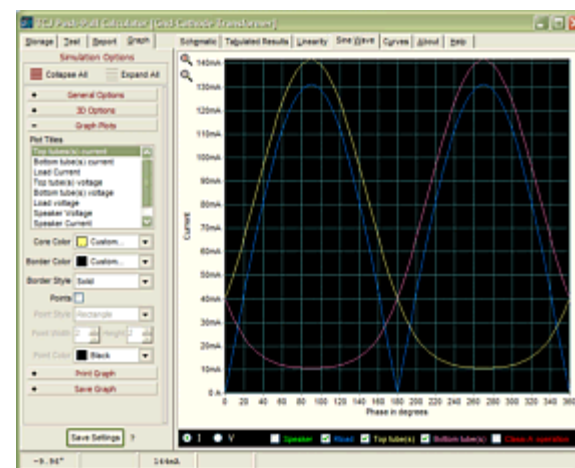 TCJ Push-Pull Calculator (Grid-Cathode Transformer)
Storage Test Report Graph
Schematic Tabulated Results Linearity Sine Wave Curves About Help
Simulation Options
Collapse All Expand All
General Options
3D Options
Graph Plots
Plot Titles
Top tube(s) current
Bottom tube(s) current
Load Current
Top tube(s) voltage
Bottom tube(s) voltage
Load voltage
Speaker Voltage
Speaker Current
Core Color Custom...
Border Color Custom...
Border Style Solid
Points
Point Style Rectangle
Point Width 2 Height 2
Point Color Black
Print Graph
Save Graph
Save Settings ?
140mA
130mA
120mA
110mA
100mA
90mA
80mA
70mA
60mA
50mA
40mA
30mA
20mA
10mA
0 A
Current
0 20 40 60 80 100 120 140 160 180 200 220 240 260 280 300 320 340 360
Phase in degrees
I V Speaker Rload Top tube(s) Bottom tube(s) Class-A operation
-9.94° 144mA